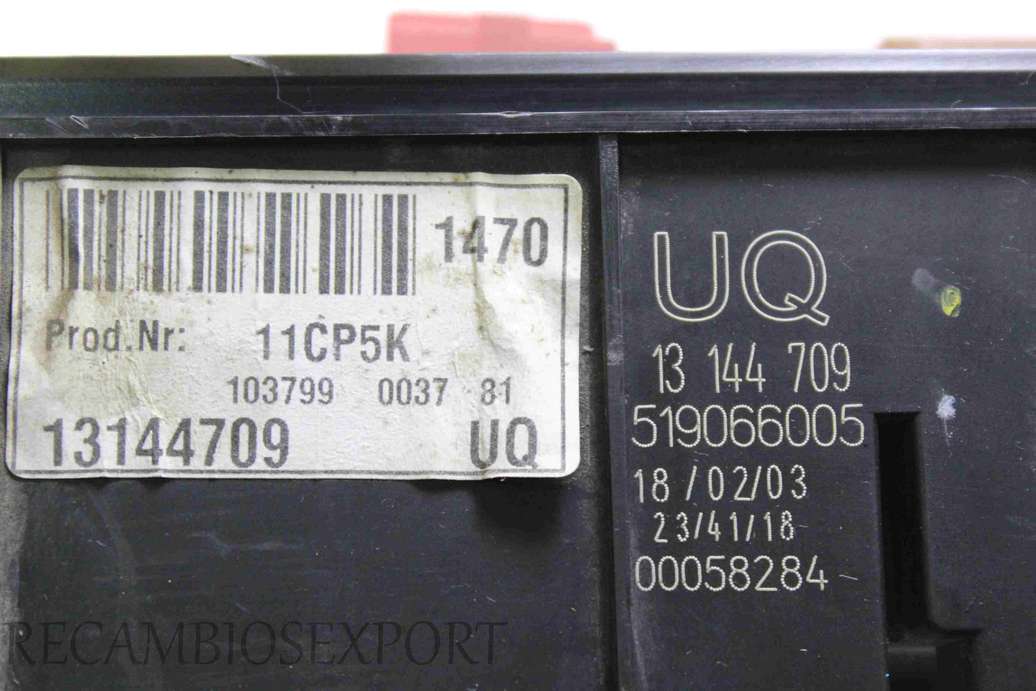 1470
Prod.Nr: 11CP5K
103799 0037 81
13144709 UQ
UQ
13 144 709
519066005
18/02/03
23/41/18
00058284
RECAMBIOSEXPORT